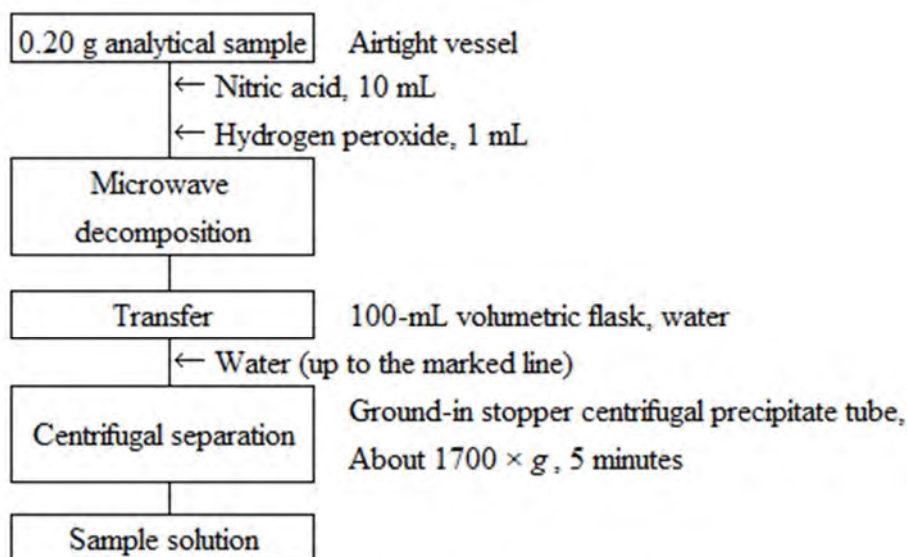 0.20 g analytical sample Airtight vessel
← Nitric acid, 10 mL
← Hydrogen peroxide, 1 mL
Microwave
decomposition
Transfer 100-mL volumetric flask, water
← Water (up to the marked line)
Centrifugal separation
Ground-in stopper centrifugal precipitate tube,
About 1700 × g , 5 minutes
Sample solution